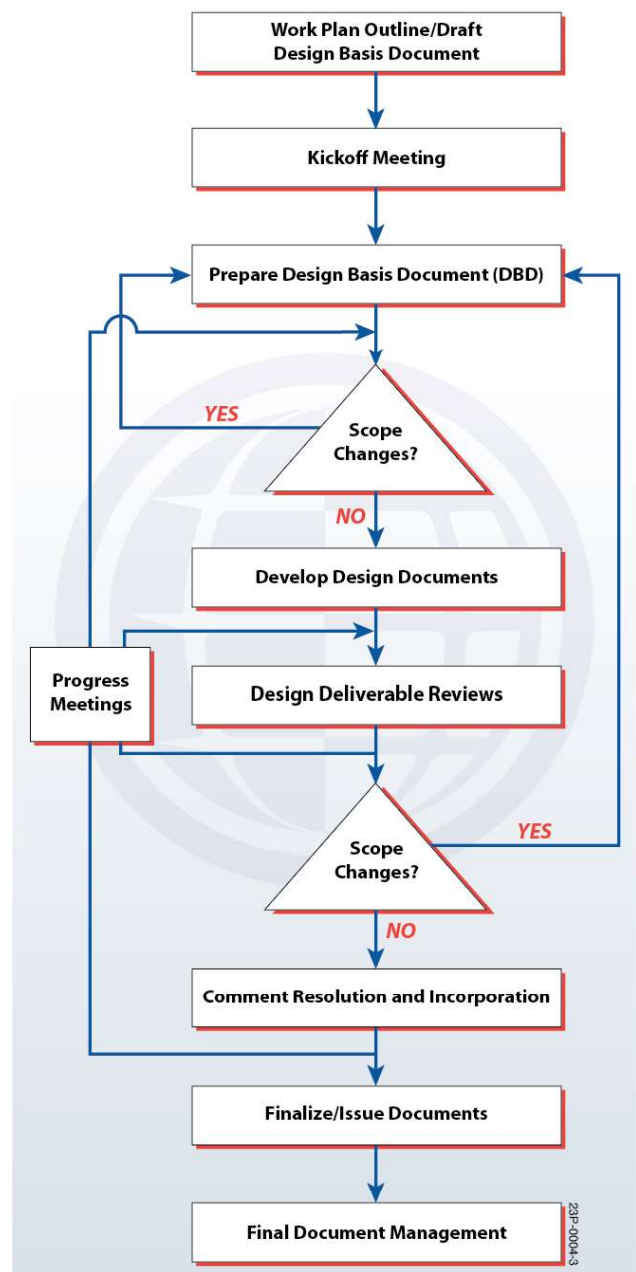 Work Plan Outline/Draft
Design Basis Document
Kickoff Meeting
Prepare Design Basis Document (DBD)
YES
Scope
Changes?
NO
Develop Design Documents
Progress
Meetings
Design Deliverable Reviews
Scope
Changes?
YES
NO
Comment Resolution and Incorporation
Finalize/Issue Documents
Final Document Management
23P-0004-3